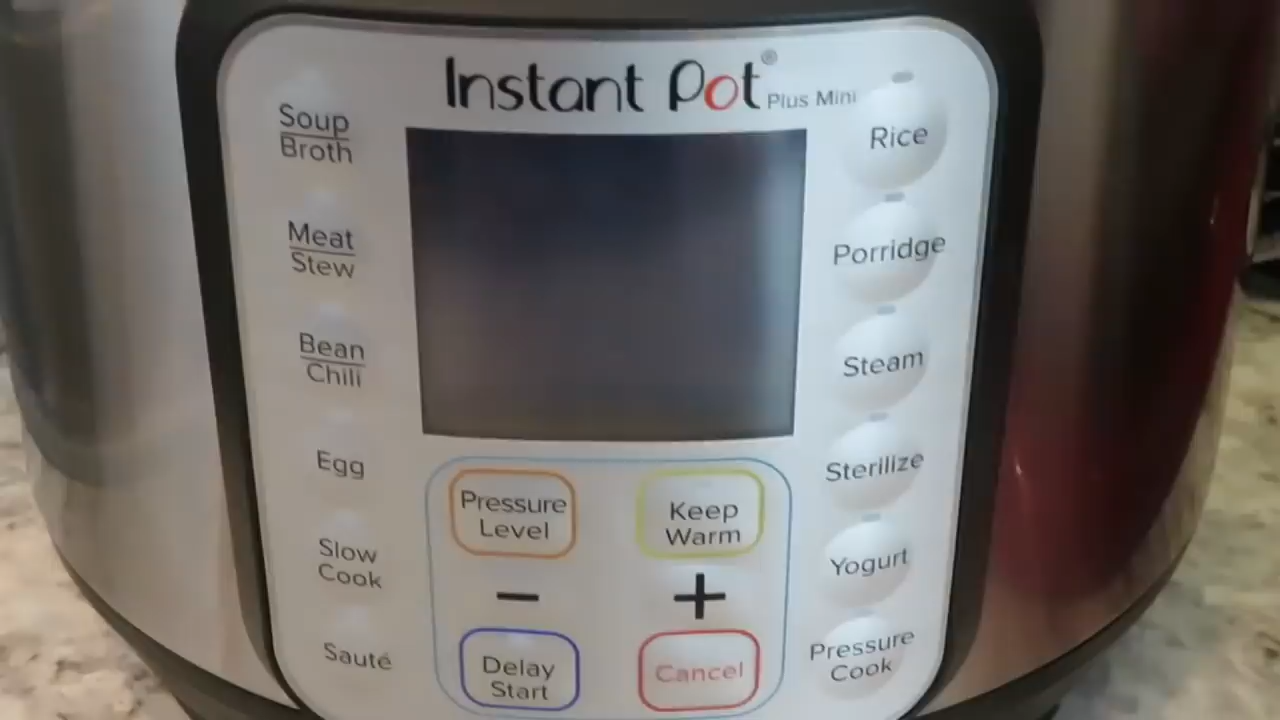 Instant Pot®
Plus Mini
Soup
Broth
Meat
Stew
Bean
Chili
Egg
Slow
Cook
Sauté
Pressure
Level
Keep
Warm
−
+
Delay
Start
Cancel
Rice
Porridge
Steam
Sterilize
Yogurt
Pressure
Cook